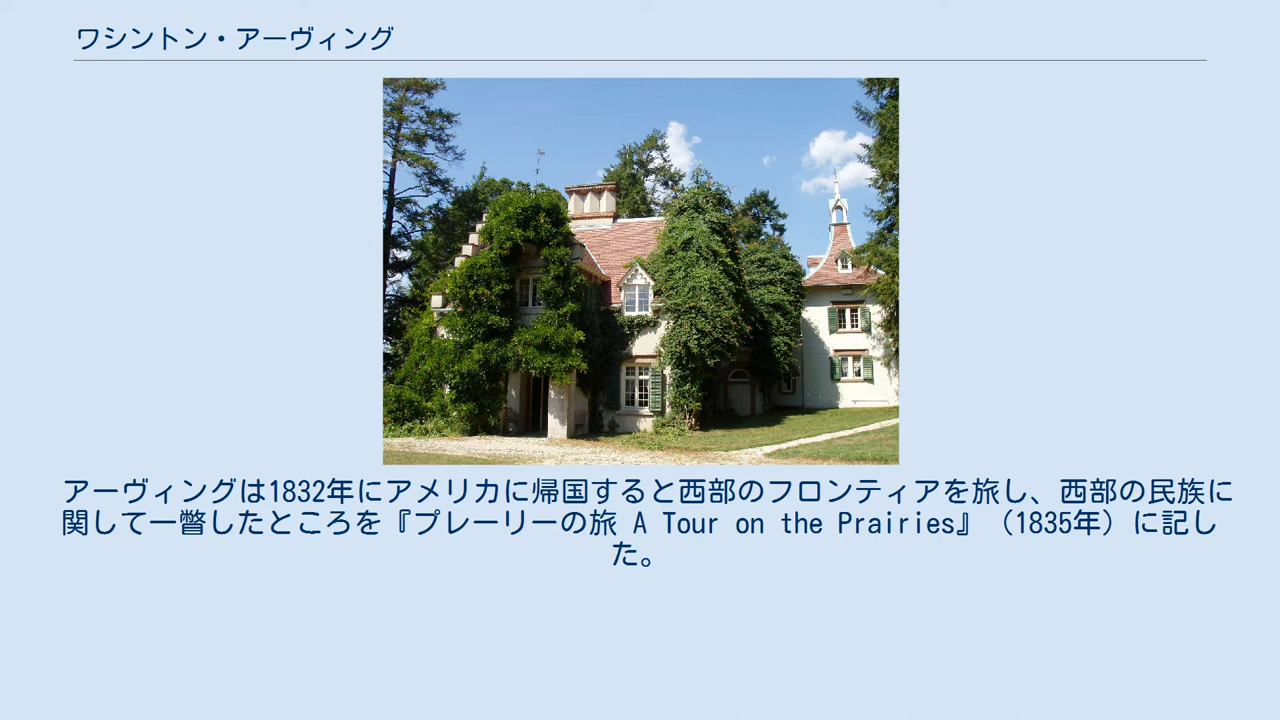 ワシントン・アーヴィング
アーヴィングは1832年にアメリカに帰国すると西部のフロンティアを旅し、西部の民族に
関して一瞥したところを『プレーリーの旅 A Tour on the Prairies』（1835年）に記し
た。